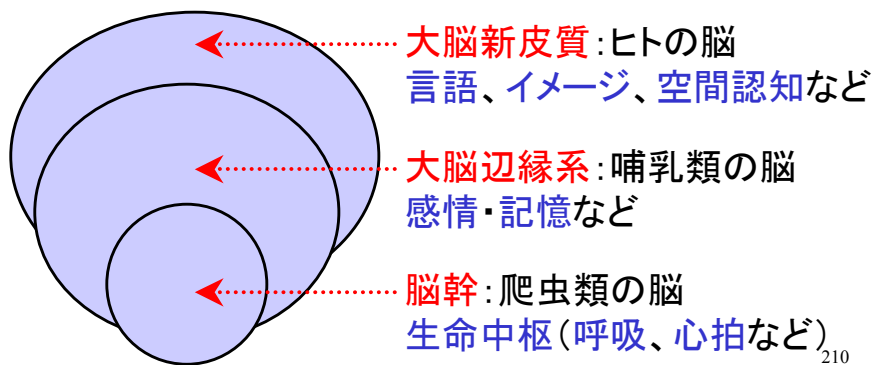 大脳新皮質：ヒトの脳
言語、イメージ、空間認知など
大脳辺縁系：哺乳類の脳
感情・記憶など
脳幹：爬虫類の脳
生命中枢（呼吸、心拍など）
210